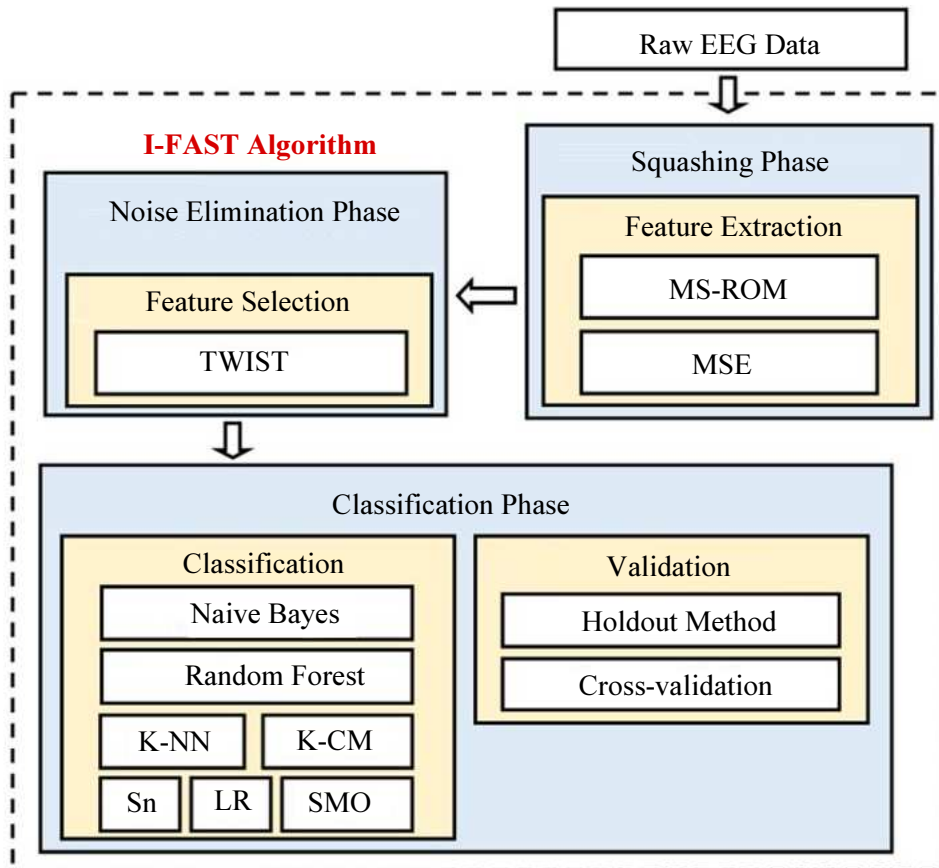 Raw EEG Data
I-FAST Algorithm
Squashing Phase
Feature Extraction
MS-ROM
MSE
Noise Elimination Phase
Feature Selection
TWIST
Classification Phase
Classification
Naive Bayes
Random Forest
K-NN
K-CM
Sn
LR
SMO
Validation
Holdout Method
Cross-validation